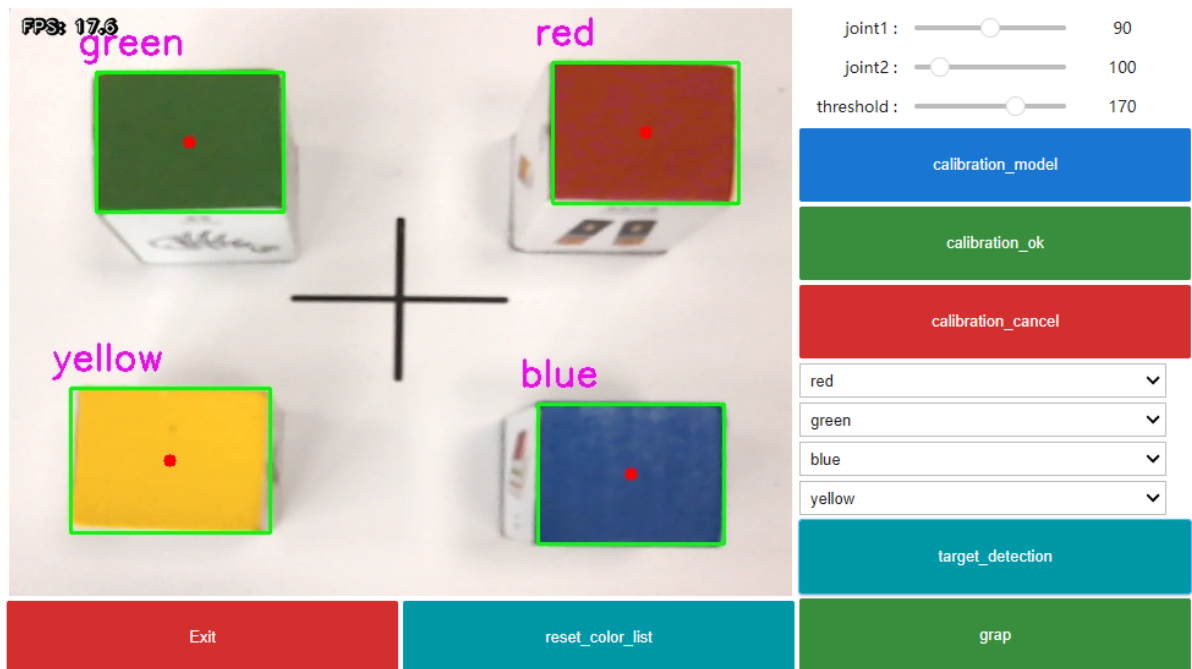 FPS: 17.6
green
red
yellow
blue
joint1 :
90
joint2 :
100
threshold :
170
calibration_model
calibration_ok
calibration_cancel
red
green
blue
yellow
target_detection
Exit
reset_color_list
grap